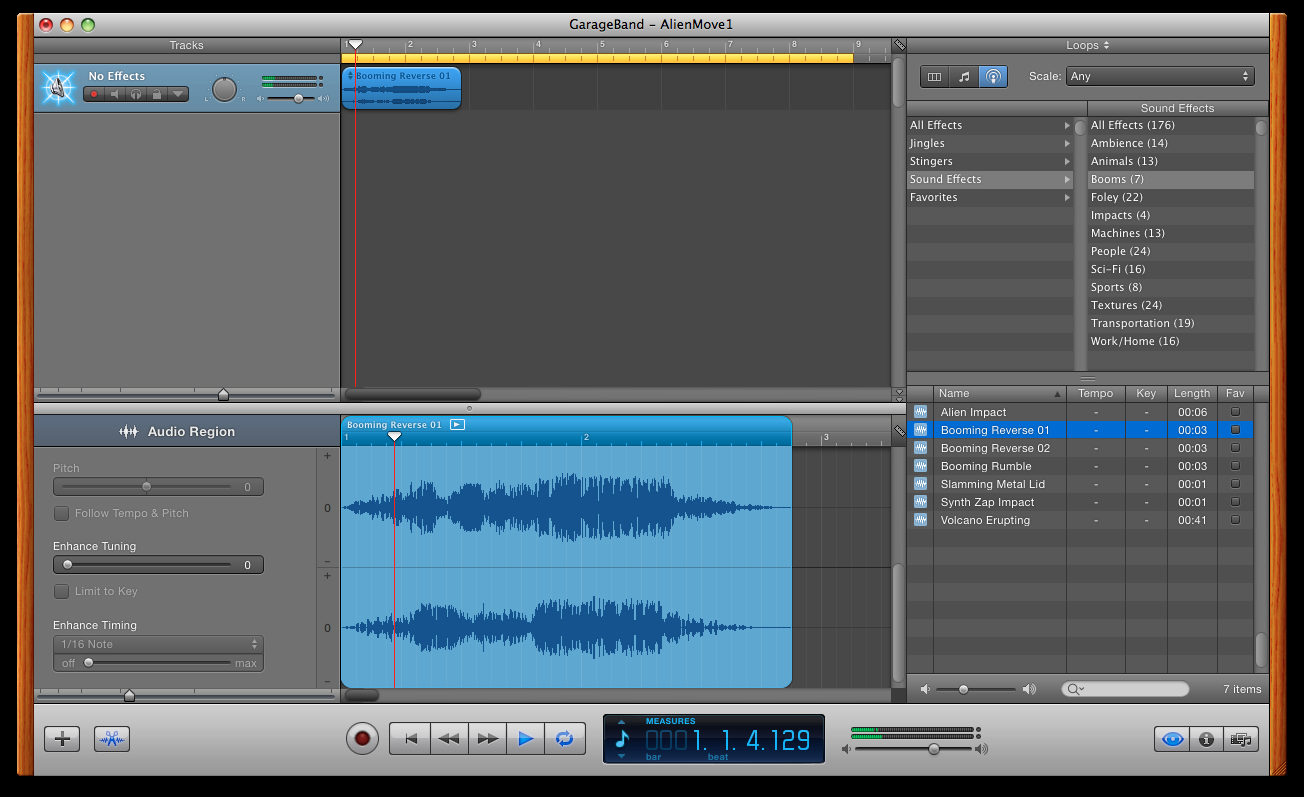 GarageBand – AlienMove1
Tracks
1 2 3 4 5 6 7 8 9
Loops
No Effects
L R
Booming Reverse 01
Scale: Any
Sound Effects
All Effects
Jingles
Stingers
Sound Effects
Favorites
All Effects (176)
Ambience (14)
Animals (13)
Booms (7)
Foley (22)
Impacts (4)
Machines (13)
People (24)
Sci-Fi (16)
Sports (8)
Textures (24)
Transportation (19)
Work/Home (16)
Name Tempo Key Length Fav
Alien Impact - - 00:06
Booming Reverse 01 - - 00:03
Booming Reverse 02 - - 00:03
Booming Rumble - - 00:03
Slamming Metal Lid - - 00:01
Synth Zap Impact - - 00:01
Volcano Erupting - - 00:41
7 items
Audio Region
Pitch
0
Follow Tempo & Pitch
Enhance Tuning
0
Limit to Key
Enhance Timing
1/16 Note
off max
Booming Reverse 01
1 2 3
+
0
-
+
0
-
MEASURES
1. 1. 4.129
bar beat